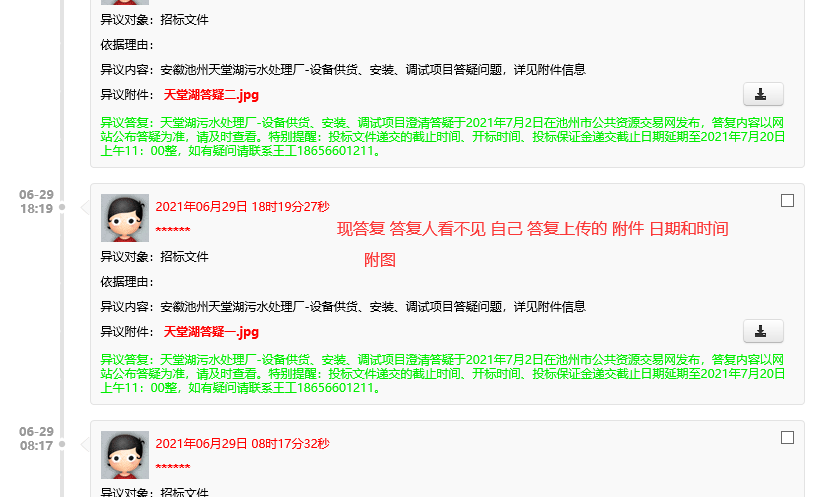 异议对象：招标文件
依据理由：
异议内容：安徽池州天堂湖污水处理厂-设备供货、安装、调试项目答疑问题，详见附件信息
异议附件： 天堂湖答疑二.jpg
异议答复：天堂湖污水处理厂-设备供货、安装、调试项目澄清答疑于2021年7月2日在池州市公共资源交易网发布，答复内容以网
站公布答疑为准，请及时查看。特别提醒：投标文件递交的截止时间、开标时间、投标保证金递交截止日期延期至2021年7月20日
上午11：00整，如有疑问请联系王工18656601211。
06-29
18:19
2021年06月29日 18时19分27秒
******
现答复 答复人看不见 自己 答复上传的 附件 日期和时间
附图
异议对象：招标文件
依据理由：
异议内容：安徽池州天堂湖污水处理厂-设备供货、安装、调试项目答疑问题，详见附件信息
异议附件： 天堂湖答疑一.jpg
异议答复：天堂湖污水处理厂-设备供货、安装、调试项目澄清答疑于2021年7月2日在池州市公共资源交易网发布，答复内容以网
站公布答疑为准，请及时查看。特别提醒：投标文件递交的截止时间、开标时间、投标保证金递交截止日期延期至2021年7月20日
上午11：00整，如有疑问请联系王工18656601211。
06-29
08:17
2021年06月29日 08时17分32秒
******
异议对象：招标文件